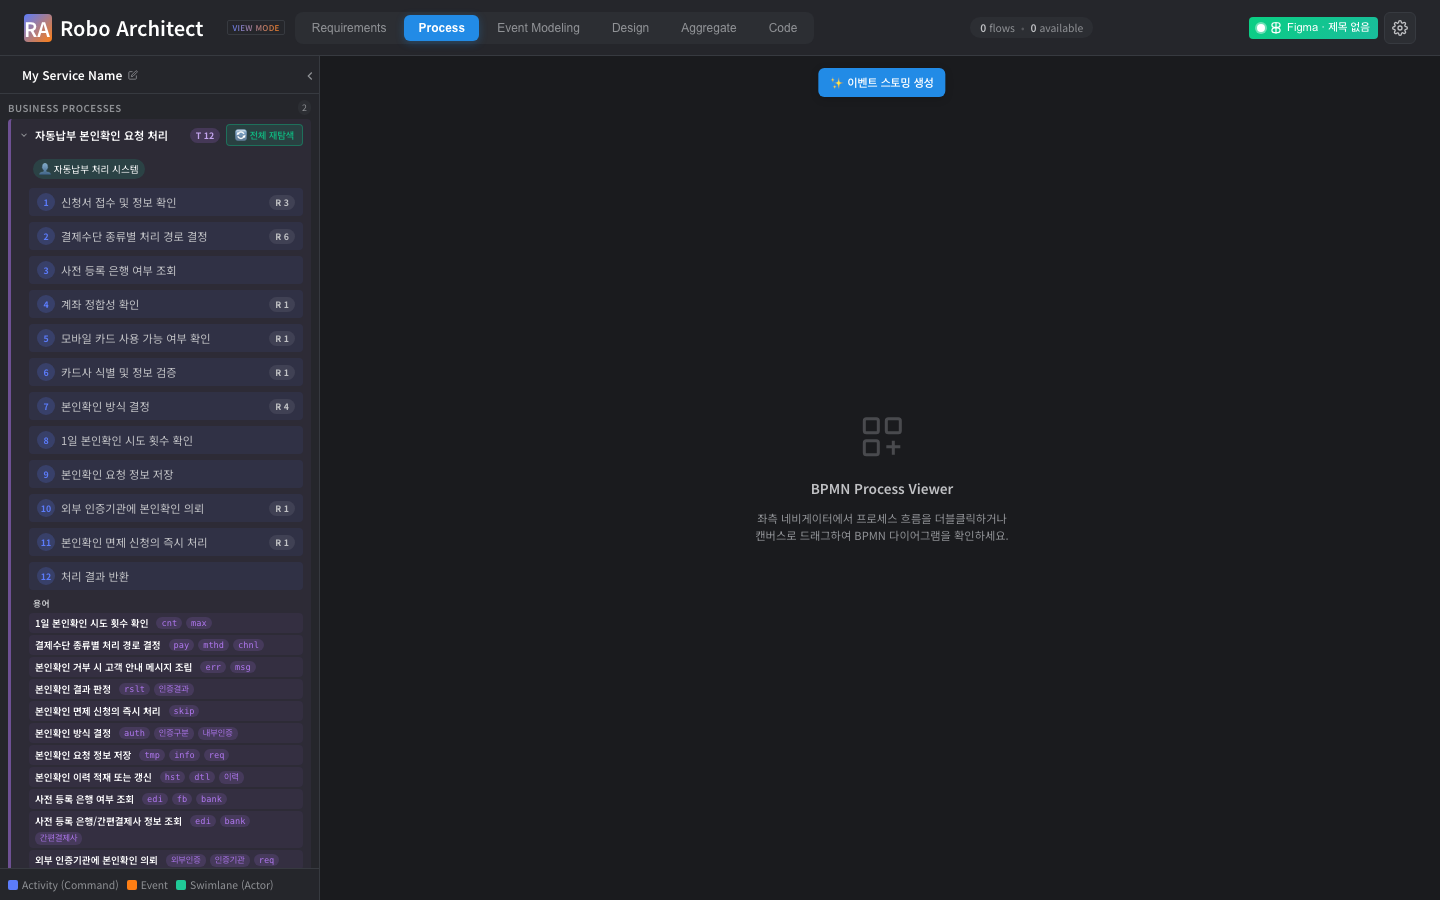 RA Robo Architect VIEW MODE Requirements Process Event Modeling Design Aggregate Code 0 flows • 0 available Figma · 제목 없음
My Service Name
BUSINESS PROCESSES 2
자동납부 본인확인 요청 처리 T 12 전체 재탐색
자동납부 처리 시스템
1 신청서 접수 및 정보 확인 R 3
2 결제수단 종류별 처리 경로 결정 R 6
3 사전 등록 은행 여부 조회
4 계좌 정합성 확인 R 1
5 모바일 카드 사용 가능 여부 확인 R 1
6 카드사 식별 및 정보 검증 R 1
7 본인확인 방식 결정 R 4
8 1일 본인확인 시도 횟수 확인
9 본인확인 요청 정보 저장
10 외부 인증기관에 본인확인 의뢰 R 1
11 본인확인 면제 신청의 즉시 처리 R 1
12 처리 결과 반환
용어
1일 본인확인 시도 횟수 확인 cnt max
결제수단 종류별 처리 경로 결정 pay mthd chnl
본인확인 거부 시 고객 안내 메시지 조립 err msg
본인확인 결과 판정 rslt 인증결과
본인확인 면제 신청의 즉시 처리 skip
본인확인 방식 결정 auth 인증구분 내부인증
본인확인 요청 정보 저장 tmp info req
본인확인 이력 적재 또는 갱신 hst dtl 이력
사전 등록 은행 여부 조회 edi fb bank
사전 등록 은행/간편결제사 정보 조회 edi bank
간편결제사
외부 인증기관에 본인확인 의뢰 외부인증 인증기관 req
Activity (Command) Event Swimlane (Actor)
✨ 이벤트 스토밍 생성
BPMN Process Viewer
좌측 네비게이터에서 프로세스 흐름을 더블클릭하거나
캔버스로 드래그하여 BPMN 다이어그램을 확인하세요.